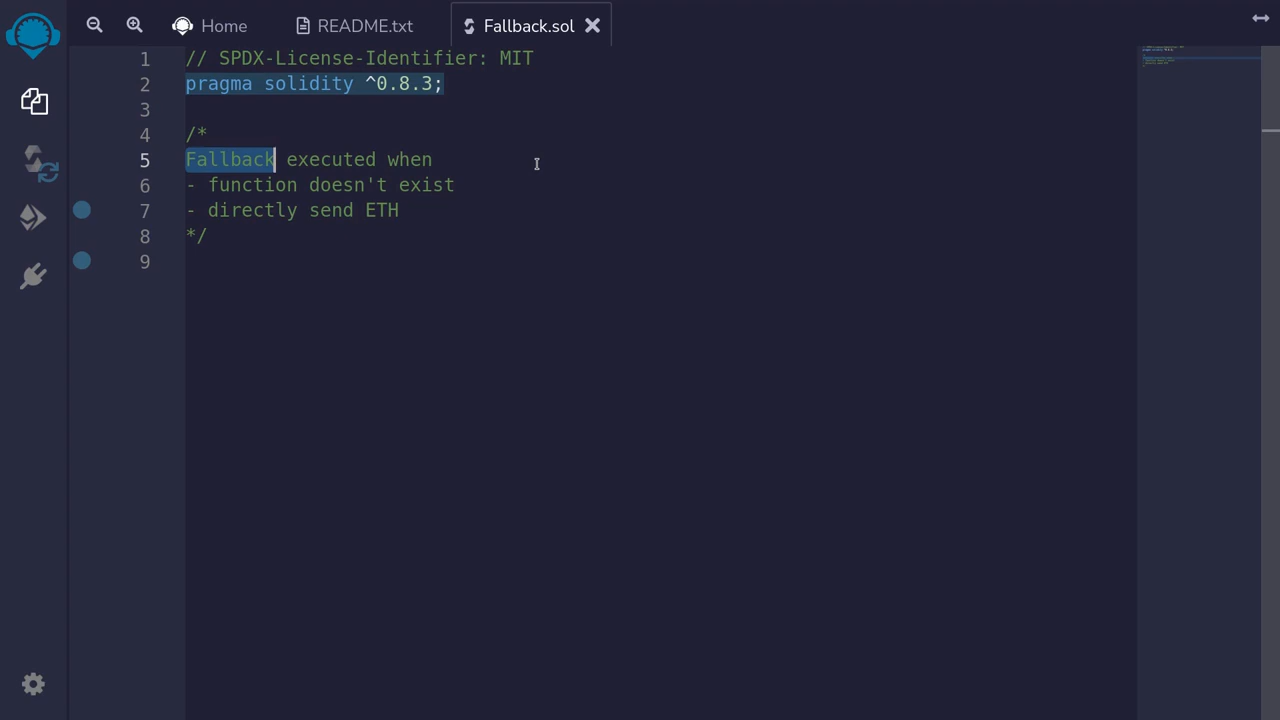 Home README.txt Fallback.sol
1 // SPDX-License-Identifier: MIT
2 pragma solidity ^0.8.3;
3
4 /*
5 Fallback executed when
6 - function doesn't exist
7 - directly send ETH
8 */
9